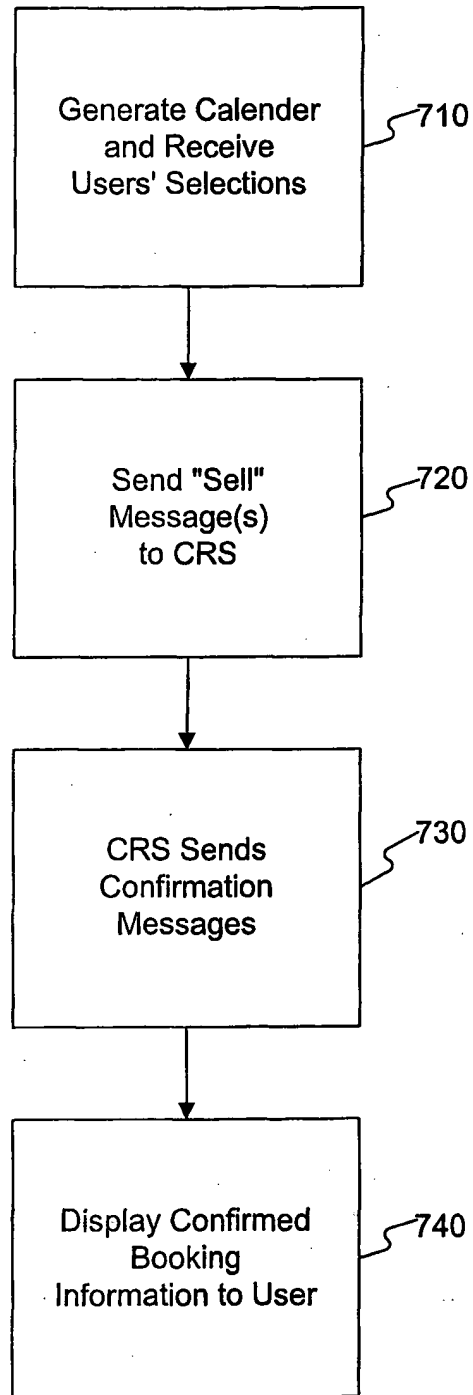 Generate Calender
and Receive
Users' Selections
710
Send "Sell"
Message(s)
to CRS
720
CRS Sends
Confirmation
Messages
730
Display Confirmed
Booking
Information to User
740